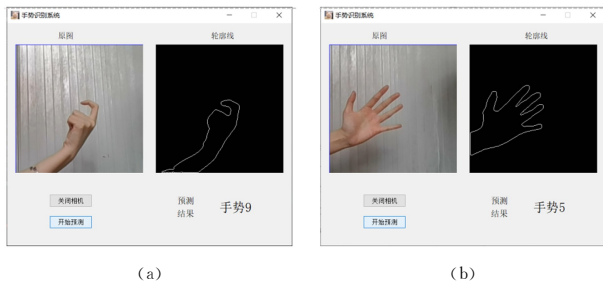 手势识别系统
原图
轮廓线
关闭相机
开始预测
预测
结果
手势9
(a)
手势识别系统
原图
轮廓线
关闭相机
开始预测
预测
结果
手势5
(b)